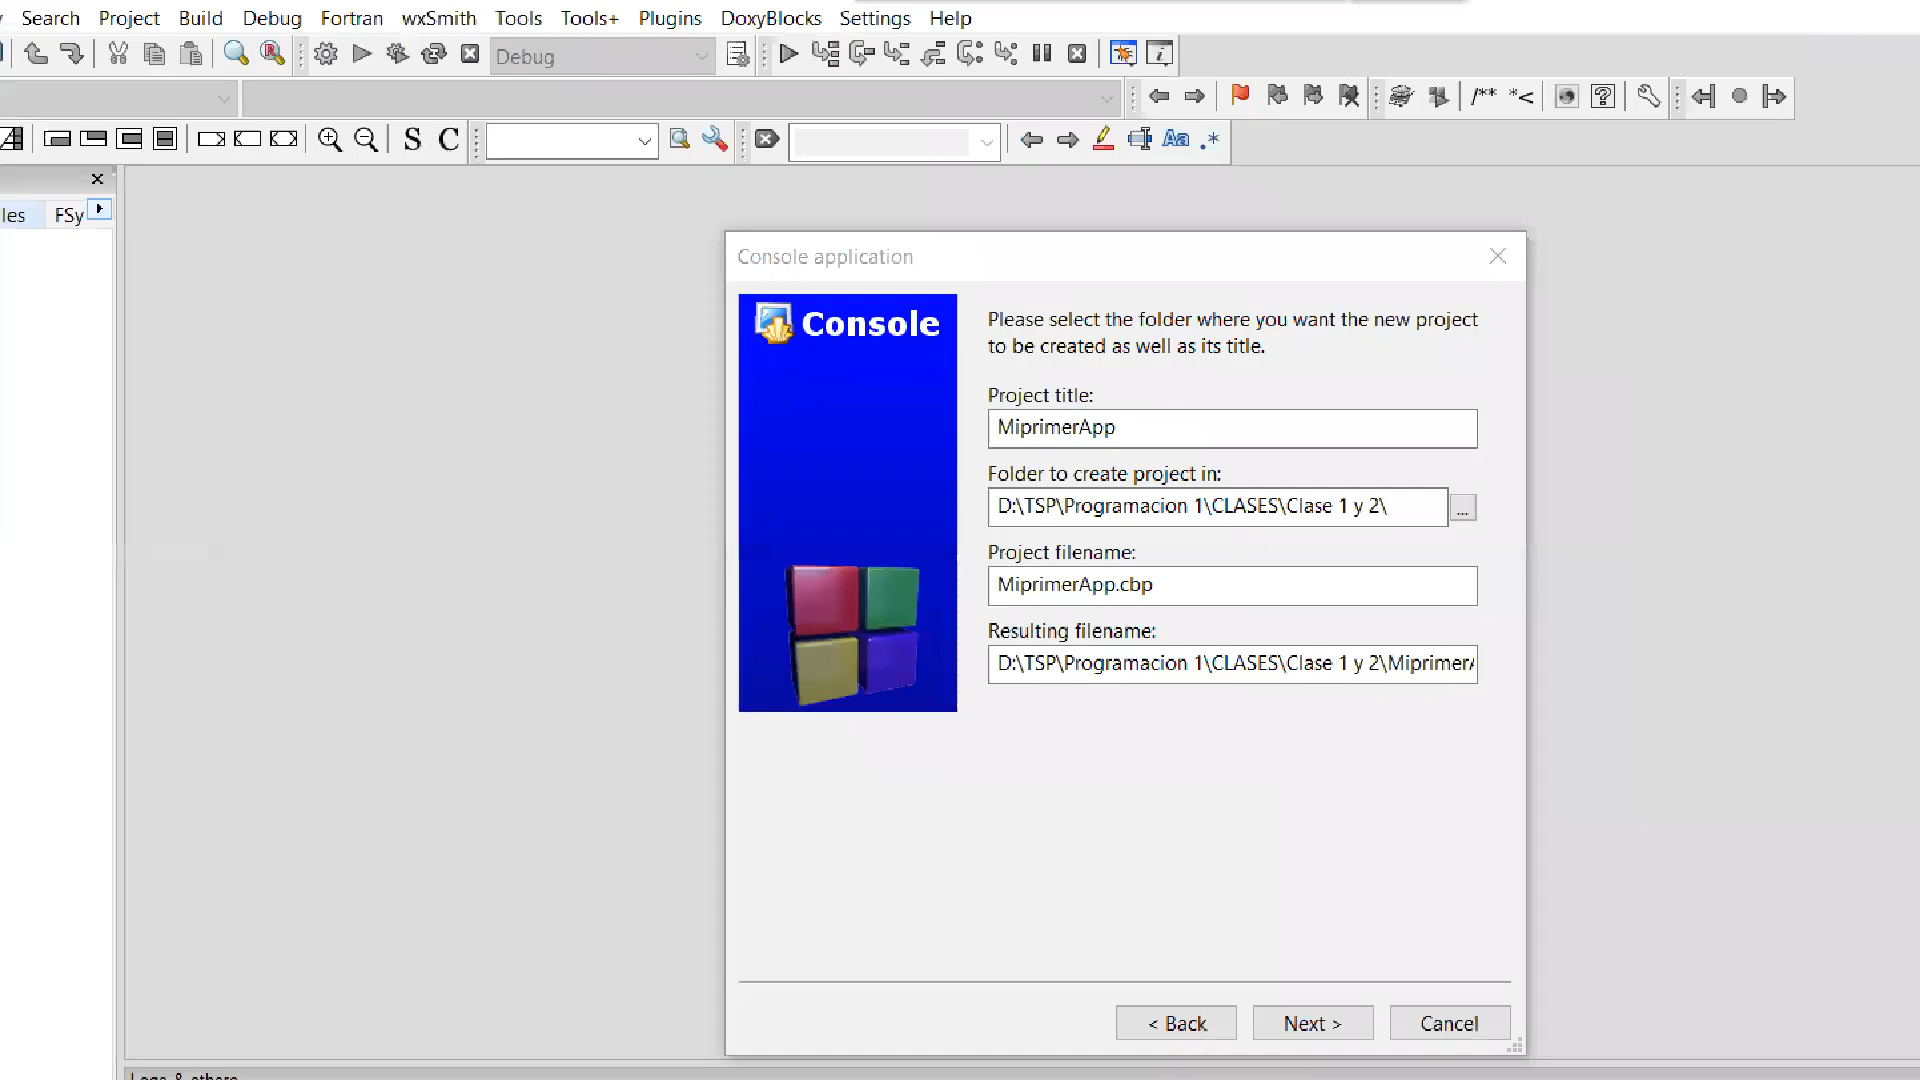 Search Project Build Debug Fortran wxSmith Tools Tools+ Plugins DoxyBlocks Settings Help
Debug
/** *<
S C
Aa .*
les FSy
Console application
Console
Please select the folder where you want the new project
to be created as well as its title.
Project title:
MiprimerApp
Folder to create project in:
D:\TSP\Programacion 1\CLASES\Clase 1 y 2\
...
Project filename:
MiprimerApp.cbp
Resulting filename:
D:\TSP\Programacion 1\CLASES\Clase 1 y 2\Miprimer
< Back Next > Cancel
Logs & others